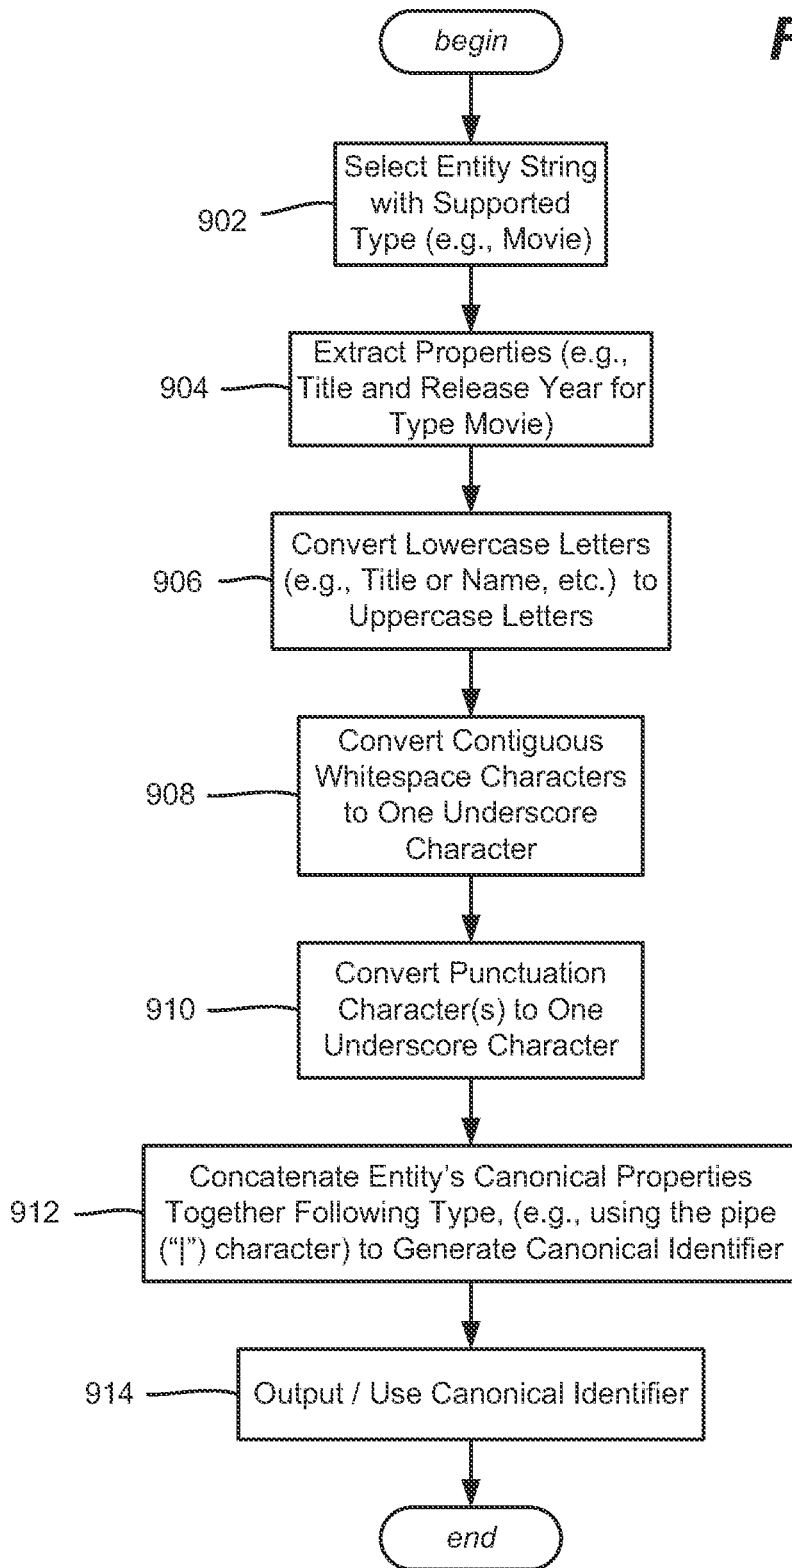 begin
Select Entity String
with Supported
Type (e.g., Movie)
902
Extract Properties (e.g.,
Title and Release Year for
Type Movie)
904
Convert Lowercase Letters
(e.g., Title or Name, etc.) to
Uppercase Letters
906
Convert Contiguous
Whitespace Characters
to One Underscore
Character
908
Convert Punctuation
Character(s) to One
Underscore Character
910
Concatenate Entity's Canonical Properties
Together Following Type, (e.g., using the pipe
("|") character) to Generate Canonical Identifier
912
Output / Use Canonical Identifier
914
end